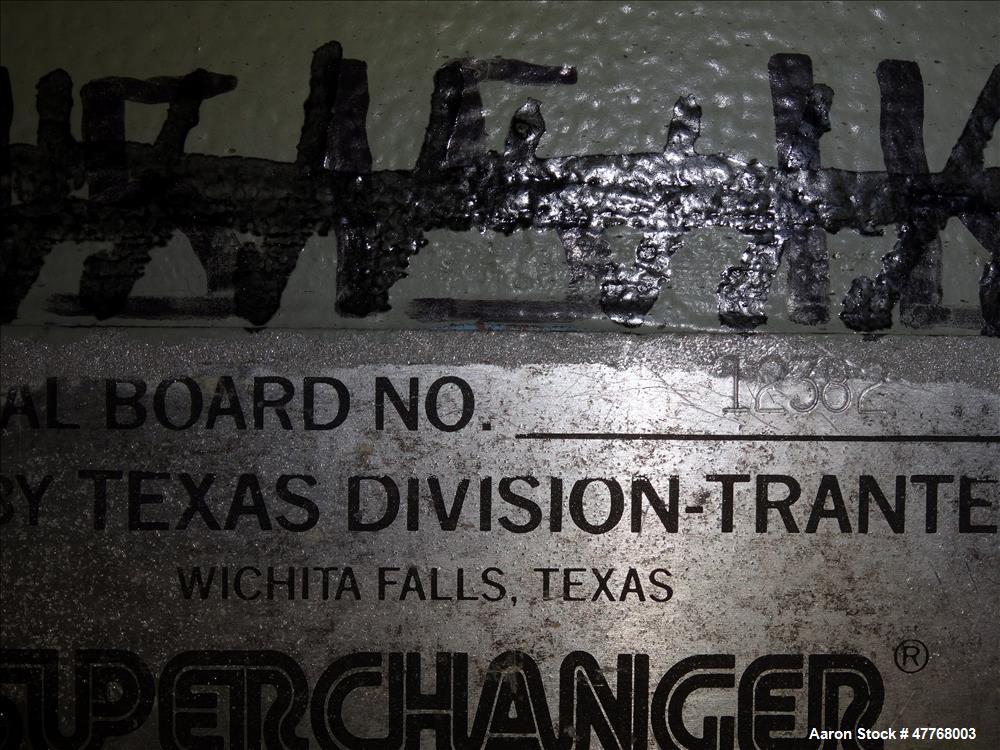 AL BOARD NO. 12382
BY TEXAS DIVISION-TRANTE
WICHITA FALLS, TEXAS
SUPERCHANGER®
Aaron Stock # 47768003